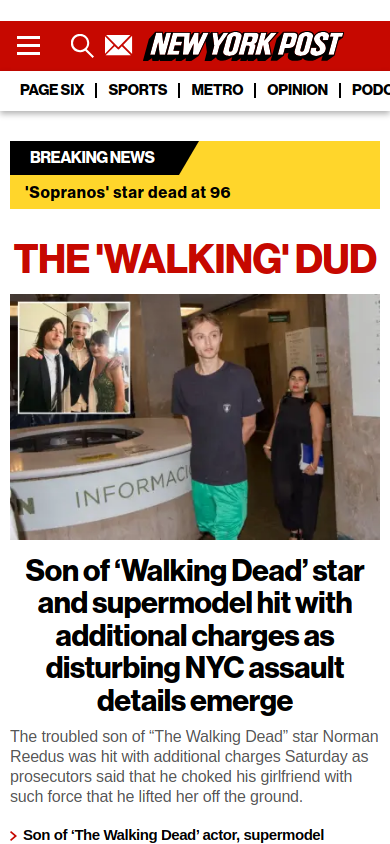 NEW YORK POST
PAGE SIX | SPORTS | METRO | OPINION | PODC
BREAKING NEWS
'Sopranos' star dead at 96
THE 'WALKING' DUD
N INFORMACIÓ
Son of ‘Walking Dead’ star
and supermodel hit with
additional charges as
disturbing NYC assault
details emerge
The troubled son of “The Walking Dead” star Norman
Reedus was hit with additional charges Saturday as
prosecutors said that he choked his girlfriend with
such force that he lifted her off the ground.
Son of ‘The Walking Dead’ actor, supermodel